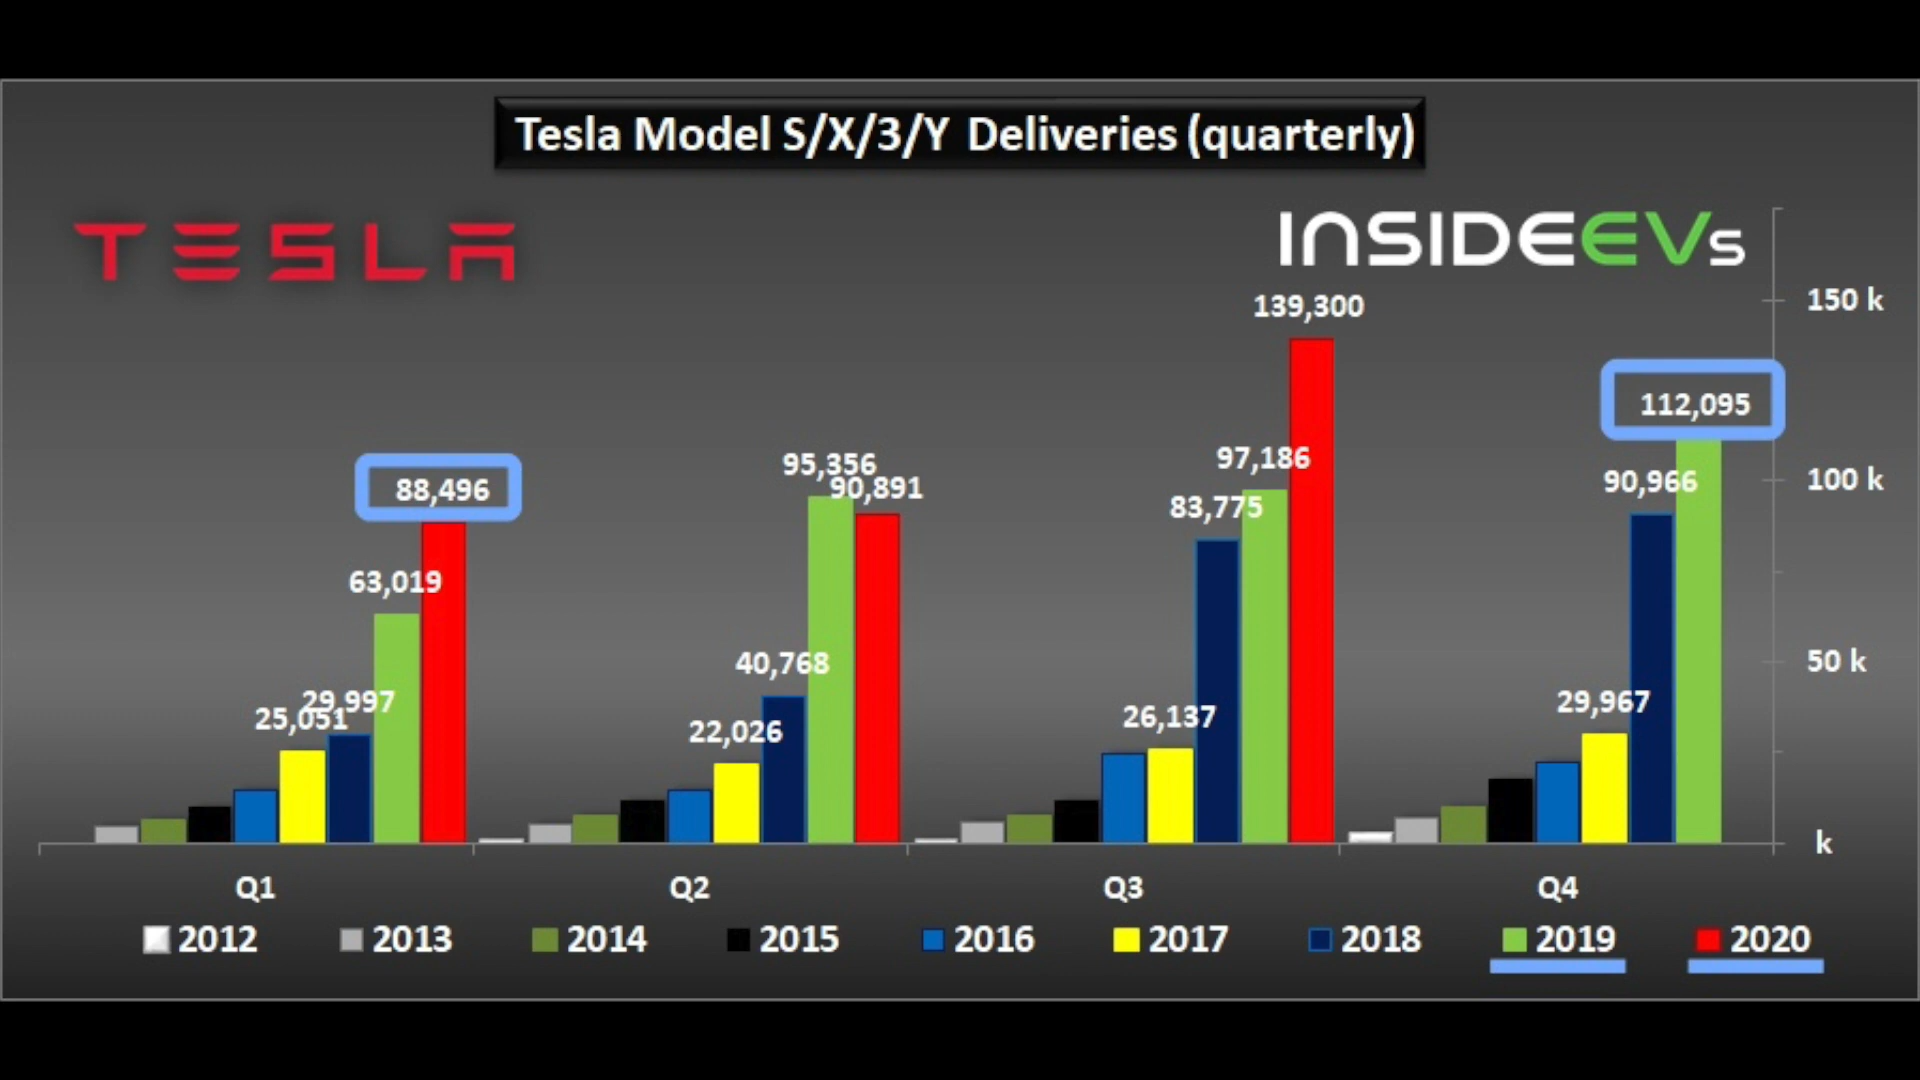 Tesla Model S/X/3/Y Deliveries (quarterly)
TESLA
INSIDEEVs
139,300
150 k
112,095
95,356
97,186
90,966
100 k
88,496
90,891
83,775
63,019
40,768
50 k
29,997
25,051
22,026
26,137
29,967
k
Q1 Q2 Q3 Q4
2012 2013 2014 2015 2016 2017 2018 2019 2020